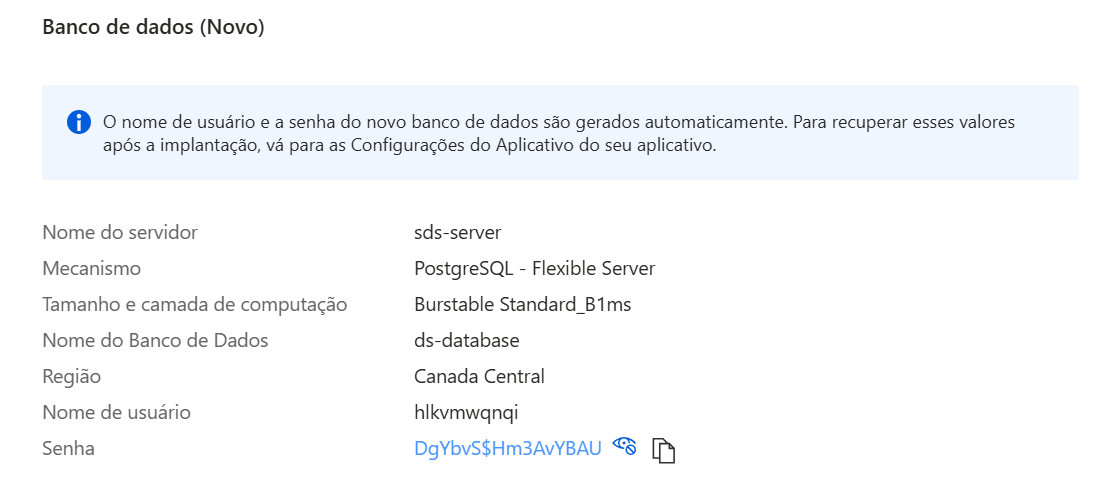 Banco de dados (Novo)
O nome de usuário e a senha do novo banco de dados são gerados automaticamente. Para recuperar esses valores
após a implantação, vá para as Configurações do Aplicativo do seu aplicativo.
Nome do servidor sds-server
Mecanismo PostgreSQL - Flexible Server
Tamanho e camada de computação Burstable Standard_B1ms
Nome do Banco de Dados ds-database
Região Canada Central
Nome de usuário hlkvmwqnqi
Senha DgYbvS$Hm3AvYBAU